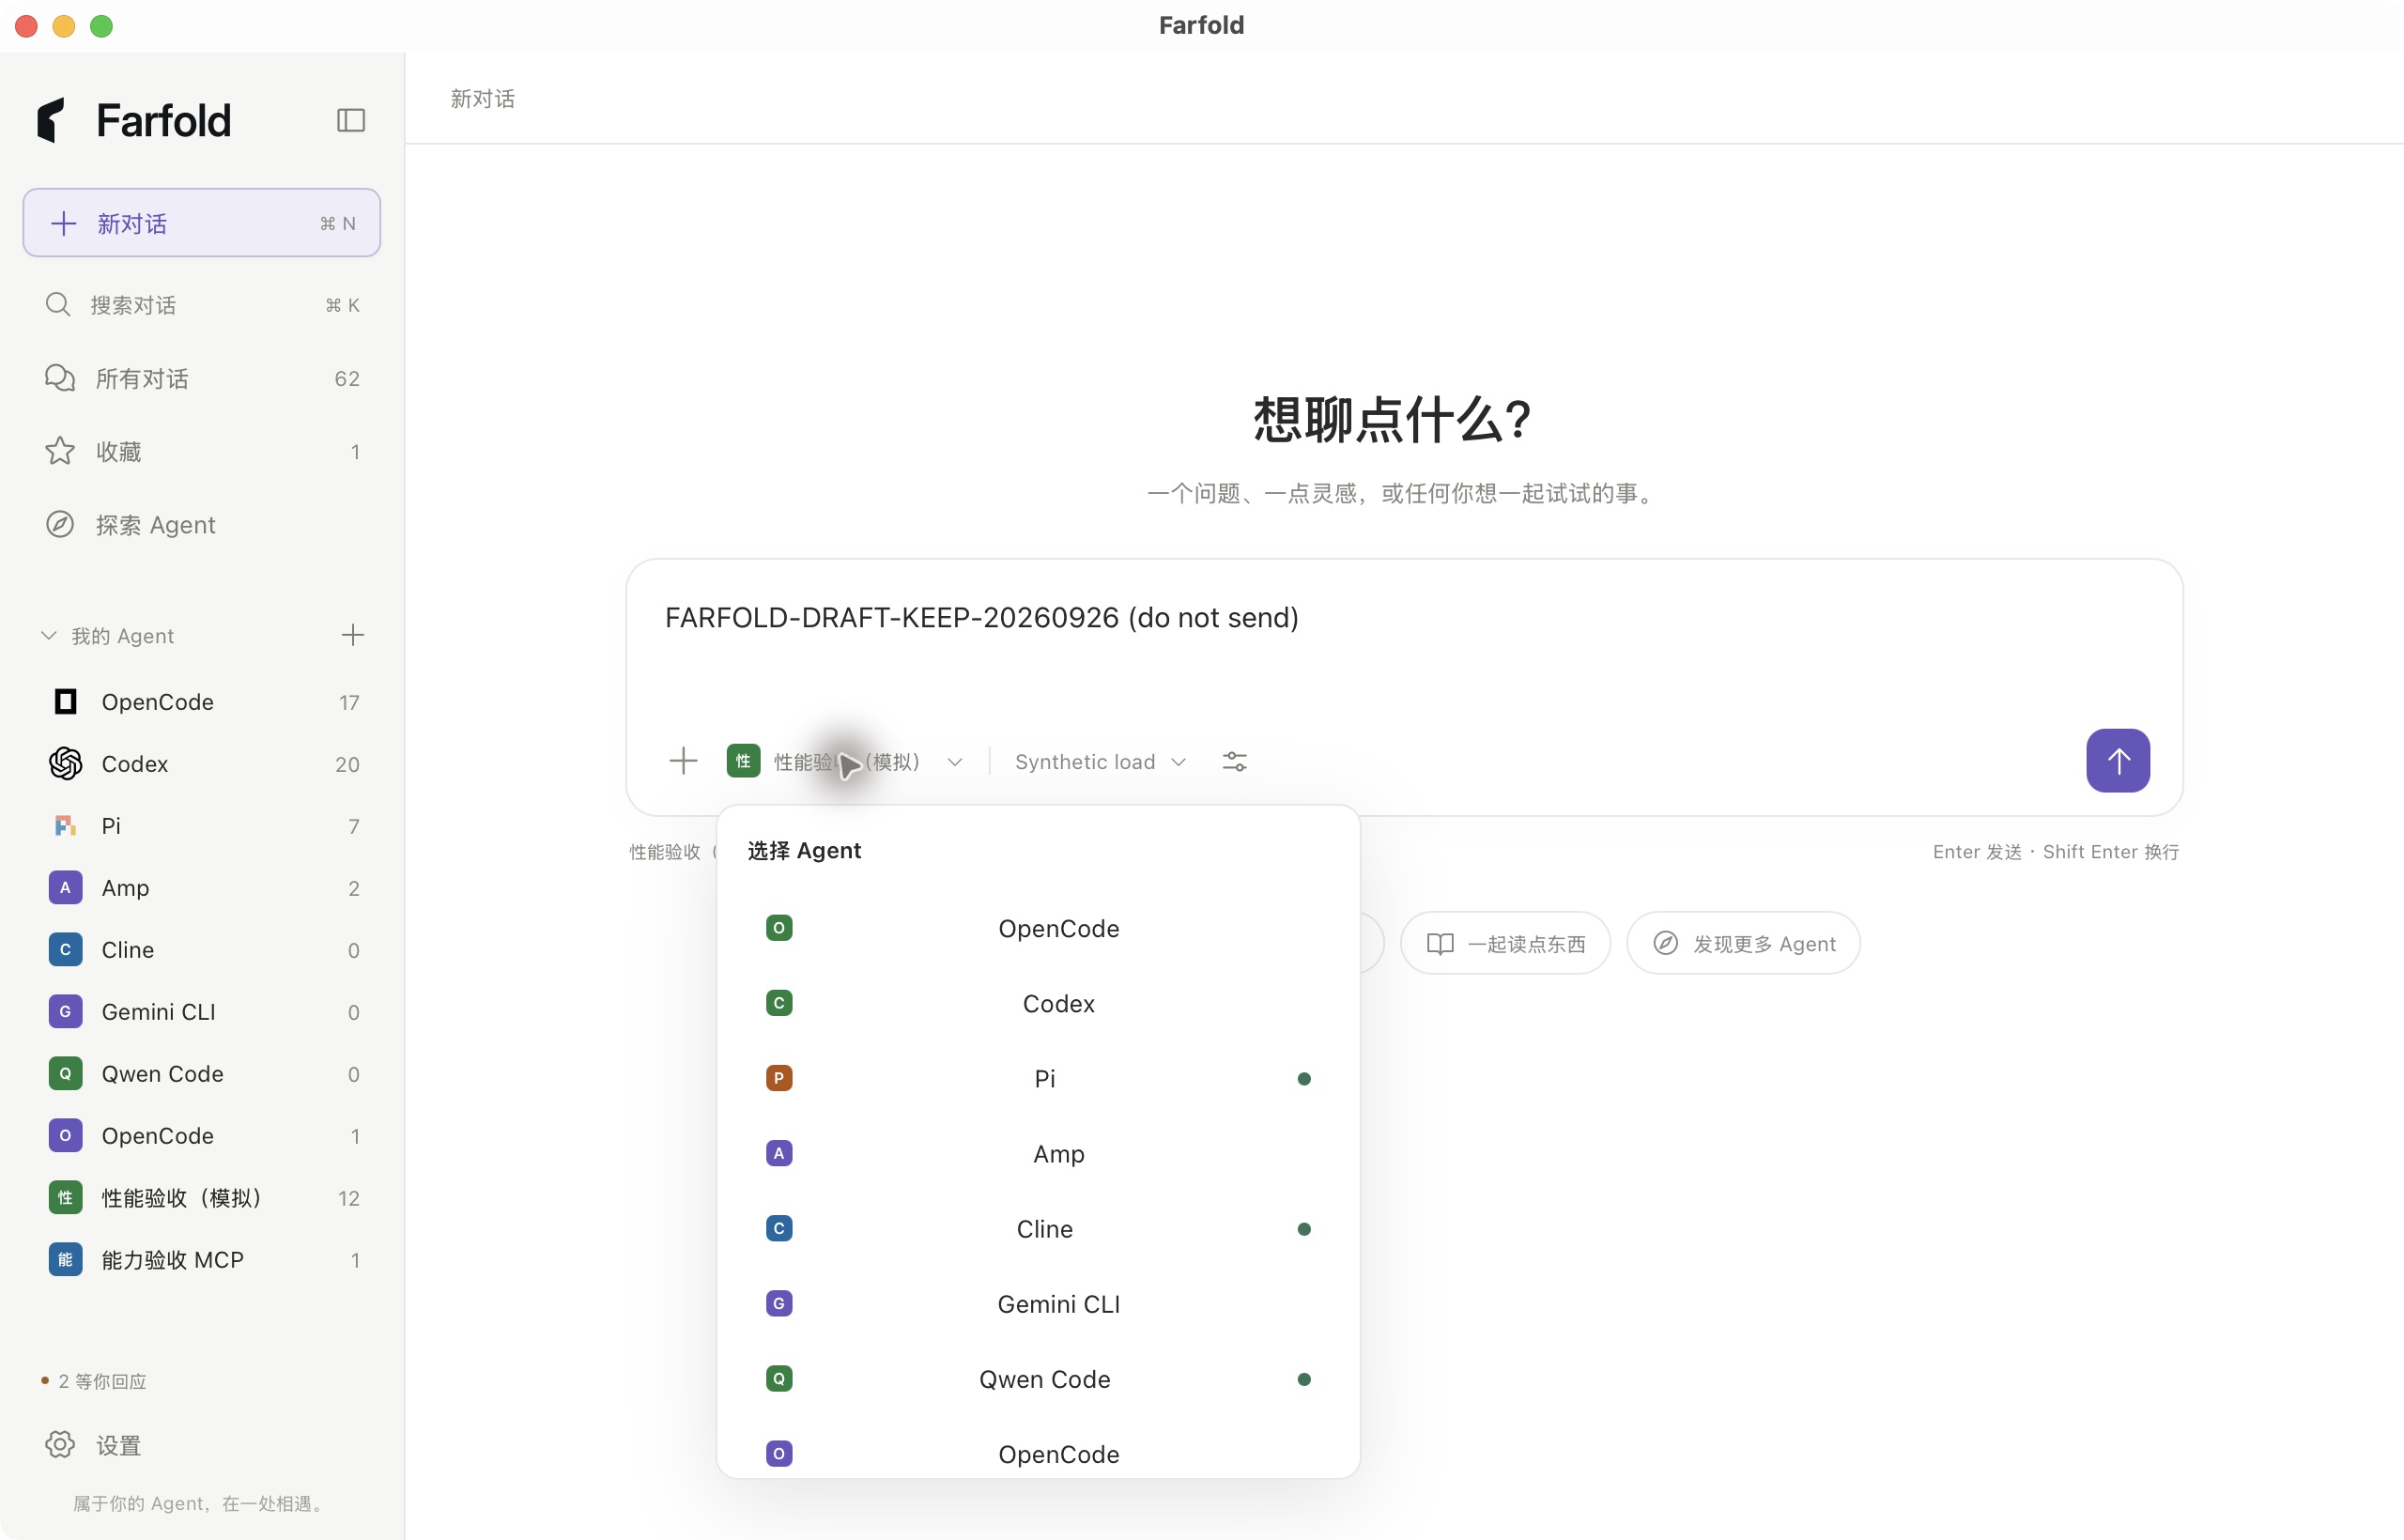 Farfold
Farfold
新对话 ⌘ N
搜索对话 ⌘ K
所有对话 62
收藏 1
探索 Agent
我的 Agent
OpenCode 17
Codex 20
Pi 7
A Amp 2
C Cline 0
G Gemini CLI 0
Q Qwen Code 0
O OpenCode 1
性 性能验收（模拟） 12
能 能力验收 MCP 1
2 等你回应
设置
属于你的 Agent，在一处相遇。
新对话
想聊点什么？
一个问题、一点灵感，或任何你想一起试试的事。
FARFOLD-DRAFT-KEEP-20260926 (do not send)
性 性能验（模拟） Synthetic load
性能验收（ Enter 发送 · Shift Enter 换行
选择 Agent
O OpenCode
C Codex
P Pi
A Amp
C Cline
G Gemini CLI
Q Qwen Code
O OpenCode
一起读点东西
发现更多 Agent